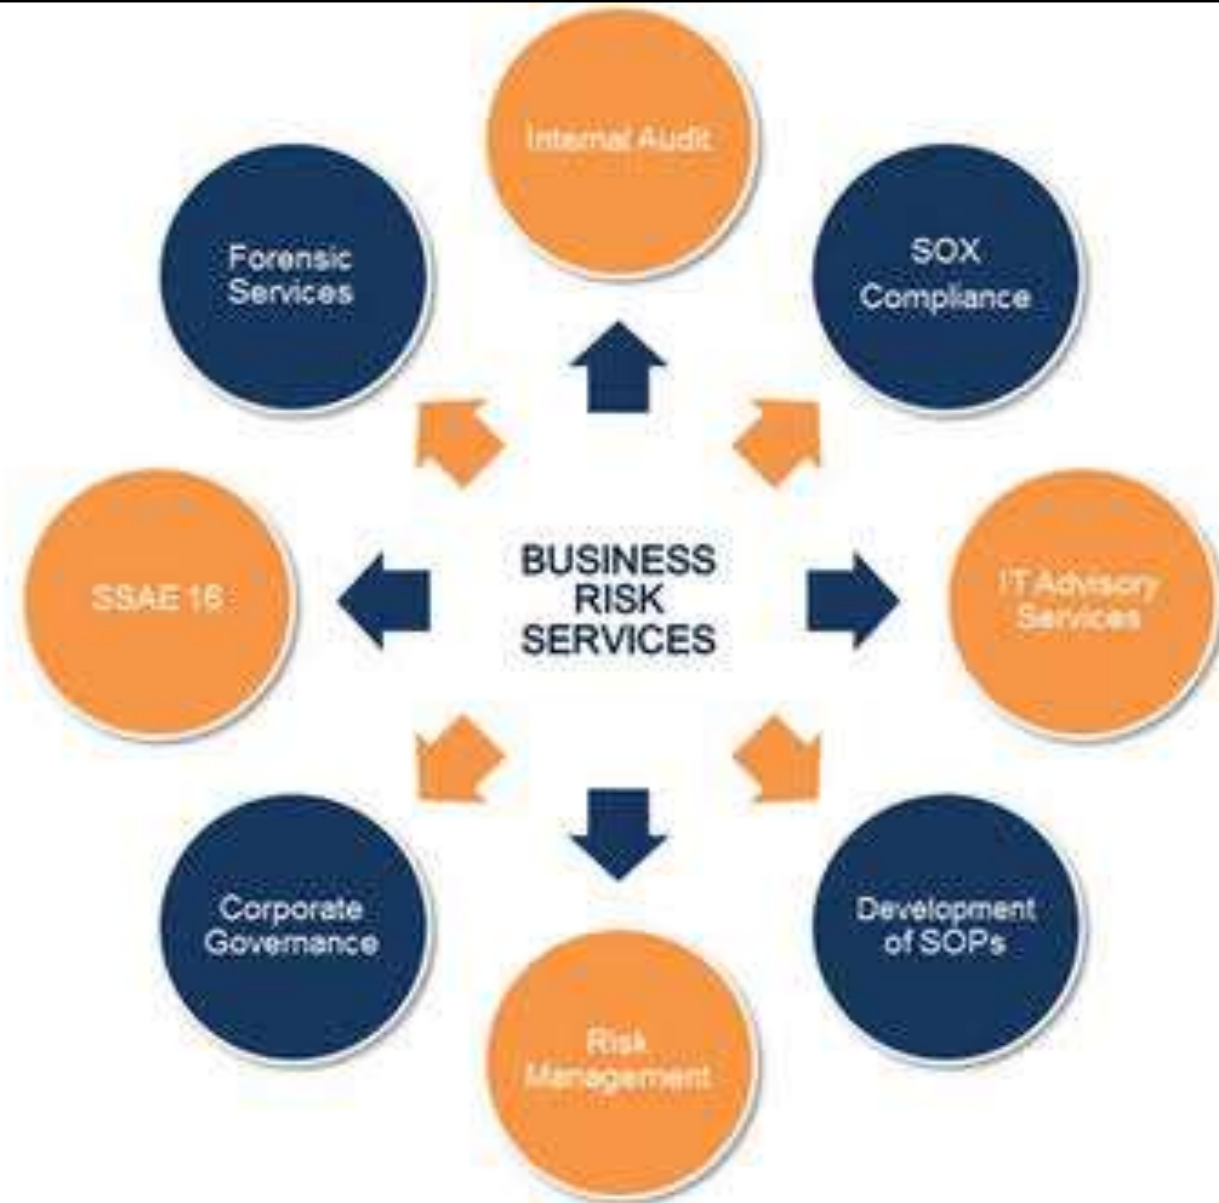 Internal Audit
Forensic
Services
SOX
Compliance
SSAE 16
BUSINESS
RISK
SERVICES
IT Advisory
Services
Corporate
Governance
Development
of SOPs
Risk
Management